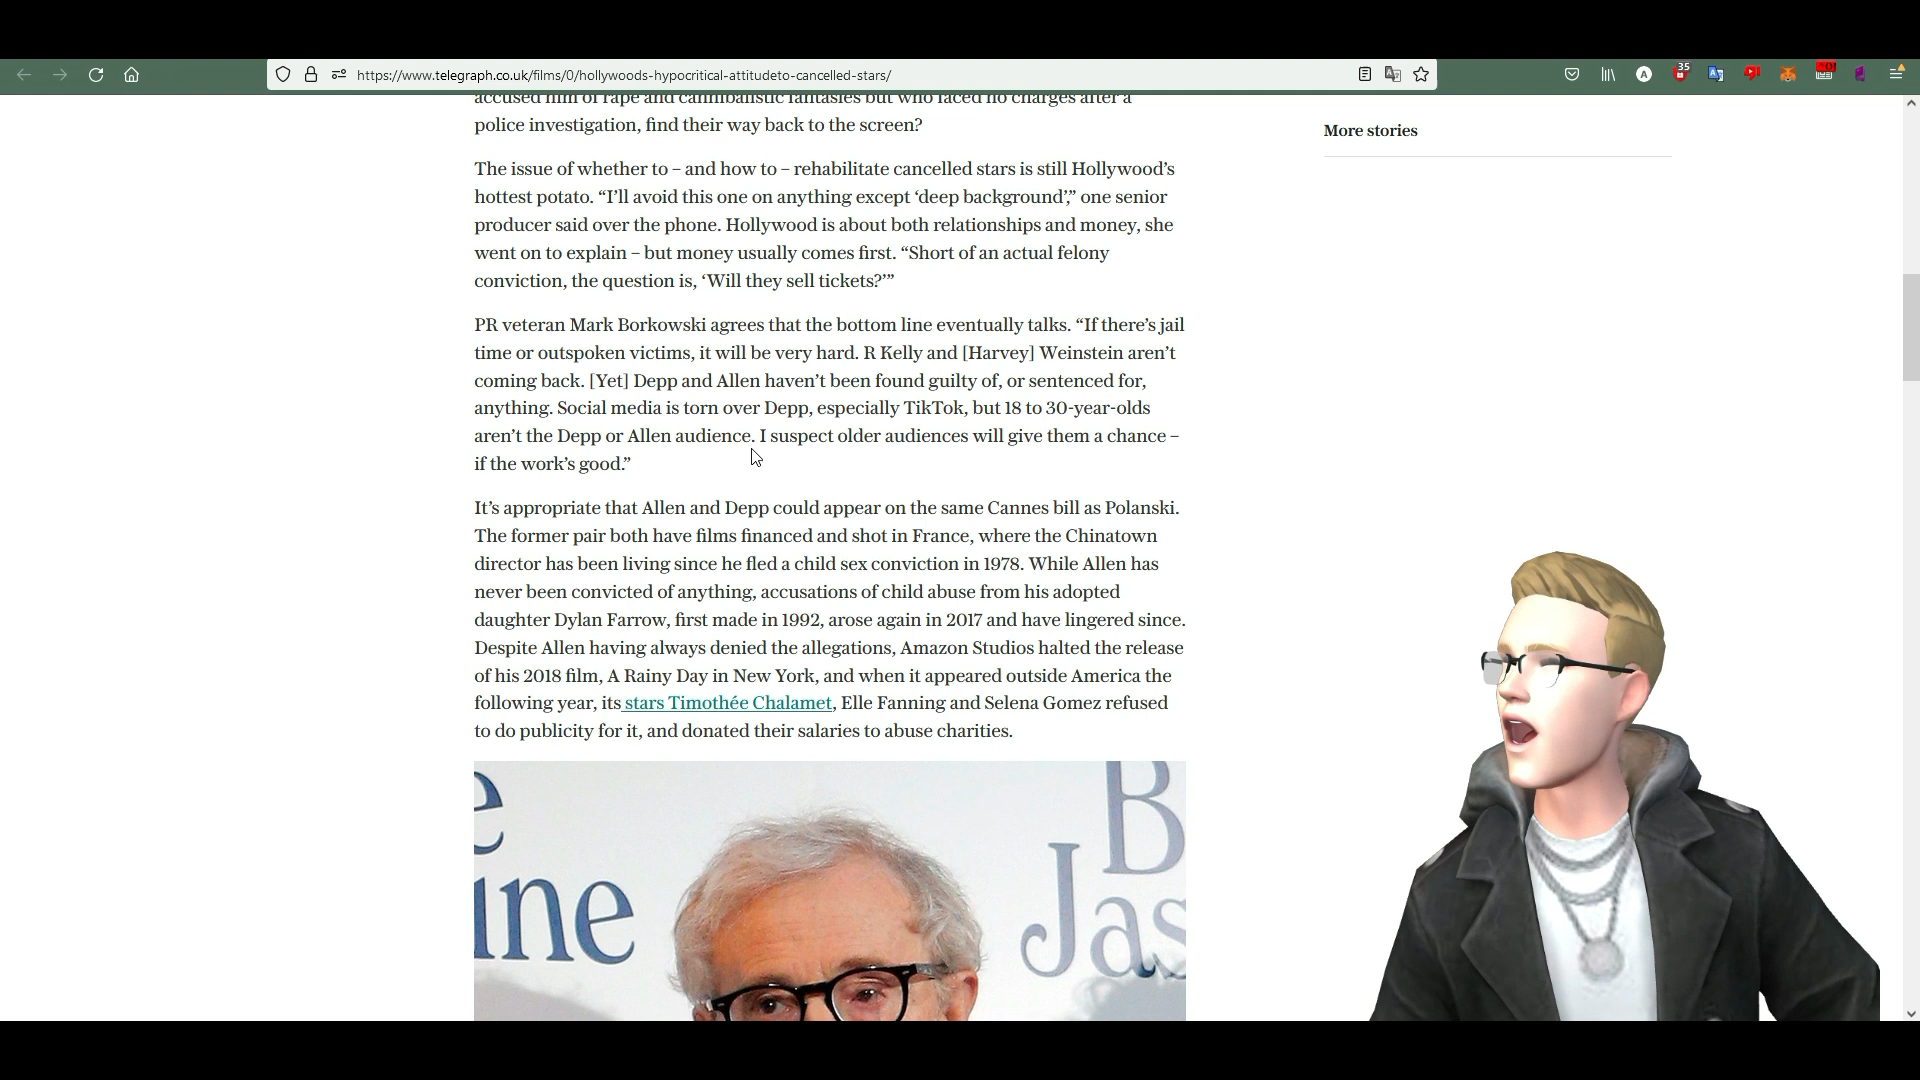 https://www.telegraph.co.uk/films/0/hollywoods-hypocritical-attitudeto-cancelled-stars/
A
35
accused him of rape and cannibalistic fantasies but who faced no charges after a
police investigation, find their way back to the screen?
More stories
The issue of whether to – and how to – rehabilitate cancelled stars is still Hollywood’s
hottest potato. “I’ll avoid this one on anything except ‘deep background’,” one senior
producer said over the phone. Hollywood is about both relationships and money, she
went on to explain – but money usually comes first. “Short of an actual felony
conviction, the question is, ‘Will they sell tickets?’”
PR veteran Mark Borkowski agrees that the bottom line eventually talks. “If there’s jail
time or outspoken victims, it will be very hard. R Kelly and [Harvey] Weinstein aren’t
coming back. [Yet] Depp and Allen haven’t been found guilty of, or sentenced for,
anything. Social media is torn over Depp, especially TikTok, but 18 to 30-year-olds
aren’t the Depp or Allen audience. I suspect older audiences will give them a chance –
if the work’s good.”
It’s appropriate that Allen and Depp could appear on the same Cannes bill as Polanski.
The former pair both have films financed and shot in France, where the Chinatown
director has been living since he fled a child sex conviction in 1978. While Allen has
never been convicted of anything, accusations of child abuse from his adopted
daughter Dylan Farrow, first made in 1992, arose again in 2017 and have lingered since.
Despite Allen having always denied the allegations, Amazon Studios halted the release
of his 2018 film, A Rainy Day in New York, and when it appeared outside America the
following year, its stars Timothée Chalamet, Elle Fanning and Selena Gomez refused
to do publicity for it, and donated their salaries to abuse charities.
e
B
ine
Jas